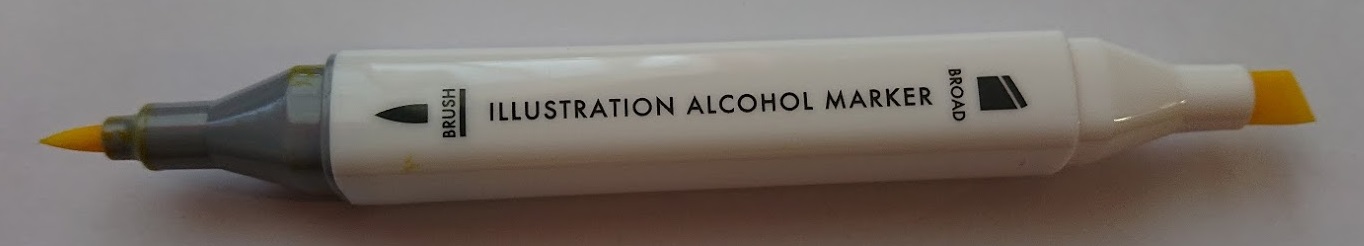 BRUSH
ILLUSTRATION ALCOHOL MARKER
BROAD